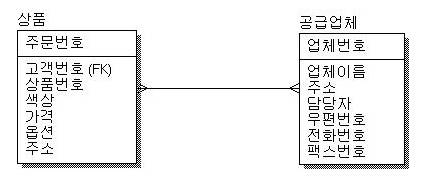 상품
주문번호
고객번호 (FK)
상품번호
색상
가격
옵션
주소
공급업체
업체번호
업체이름
주소
담당자
우편번호
전화번호
팩스번호